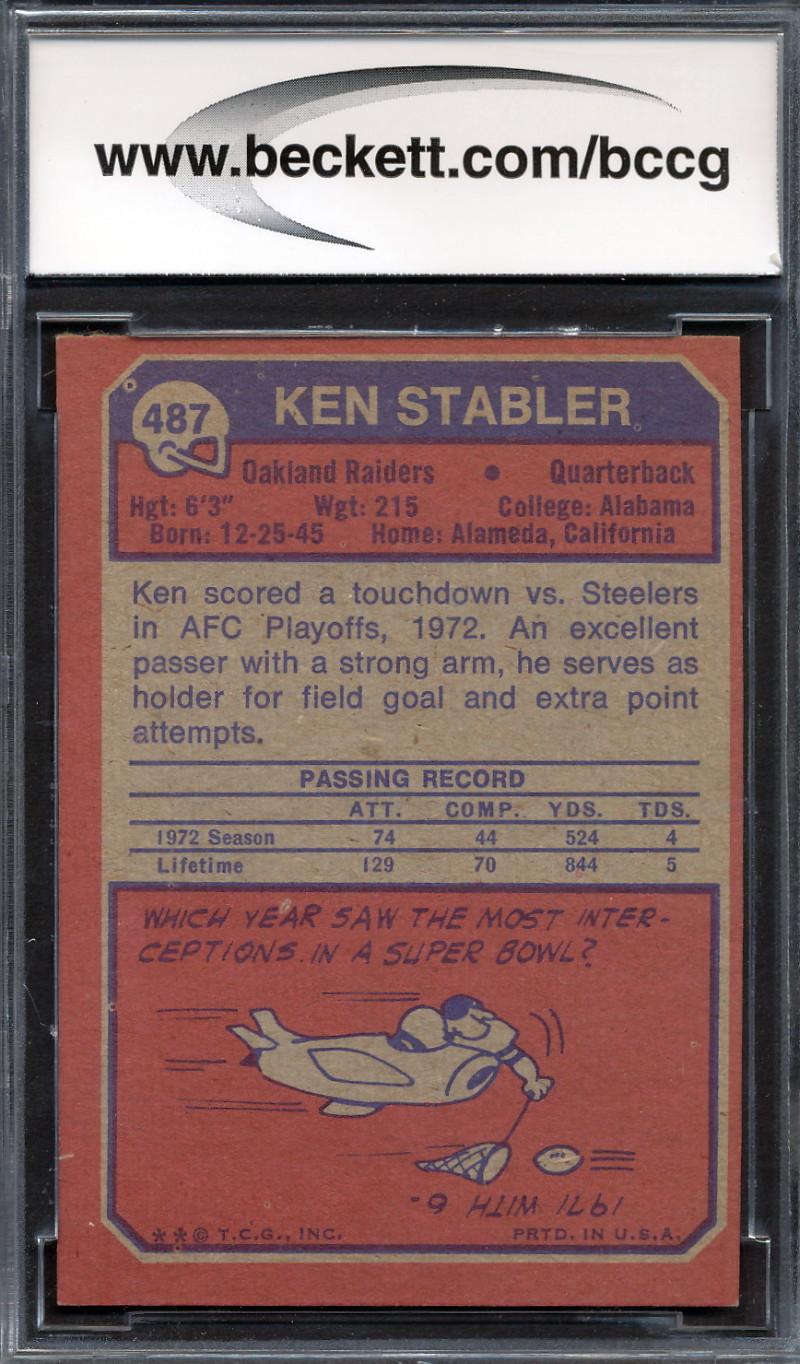 www.beckett.com/bccg
487
KEN STABLER
Oakland Raiders • Quarterback
Hgt: 6'3" Wgt: 215 College: Alabama
Born: 12-25-45 Home: Alameda, California
Ken scored a touchdown vs. Steelers
in AFC Playoffs, 1972. An excellent
passer with a strong arm, he serves as
holder for field goal and extra point
attempts.
PASSING RECORD
ATT. COMP. YDS. TDS.
1972 Season 74 44 524 4
Lifetime 129 70 844 5
WHICH YEAR SAW THE MOST INTER-
CEPTIONS IN A SUPER BOWL?
1971 WITH 6.
**© T.C.G., INC. PRTD. IN U.S.A.